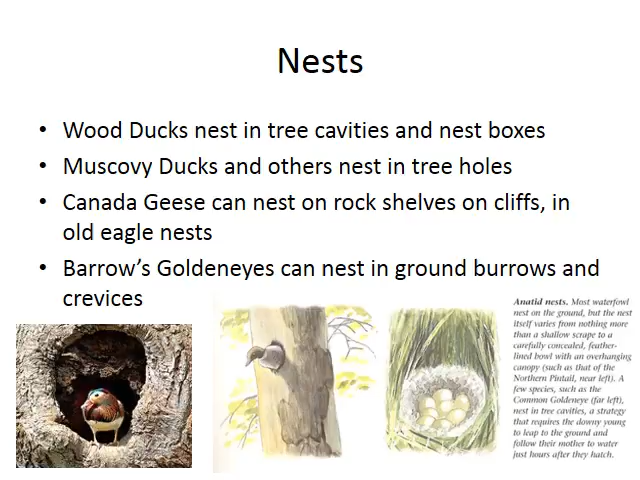 Nests
• Wood Ducks nest in tree cavities and nest boxes
• Muscovy Ducks and others nest in tree holes
• Canada Geese can nest on rock shelves on cliffs, in
old eagle nests
• Barrow's Goldeneyes can nest in ground burrows and
crevices
Anatid nests. Most waterfowl
nest on the ground, but the nest
itself varies from nothing more
than a shallow scrape to a
carefully concealed, feather-
lined bowl with an overhanging
canopy (such as that of the
Northern Pintail, near left). A
few species, such as the
Common Goldeneye (far left),
nest in tree cavities, a strategy
that requires the downy young
to leap to the ground and
follow their mother to water
just hours after they hatch.